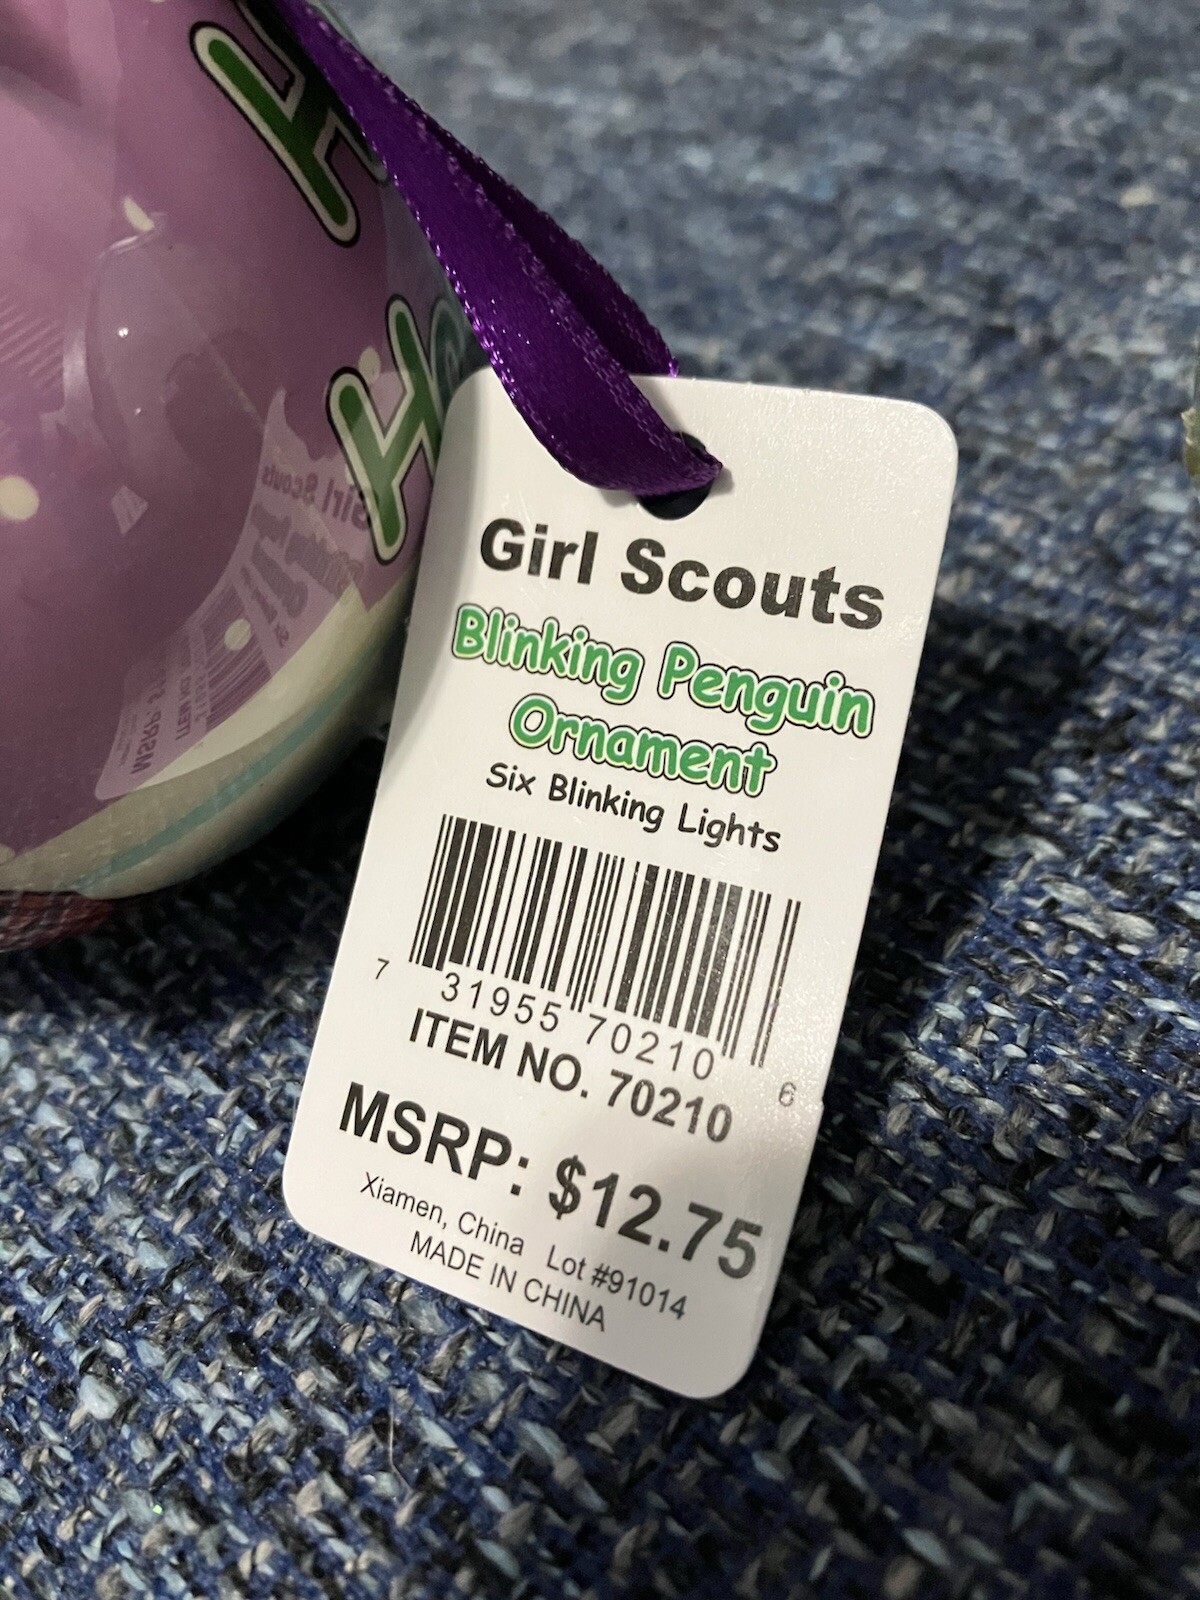 Girl Scouts
Blinking Penguin
Ornament
Six Blinking Lights
7 31955 70210 6
ITEM NO. 70210
MSRP: $12.75
Xiamen, China Lot #91014
MADE IN CHINA